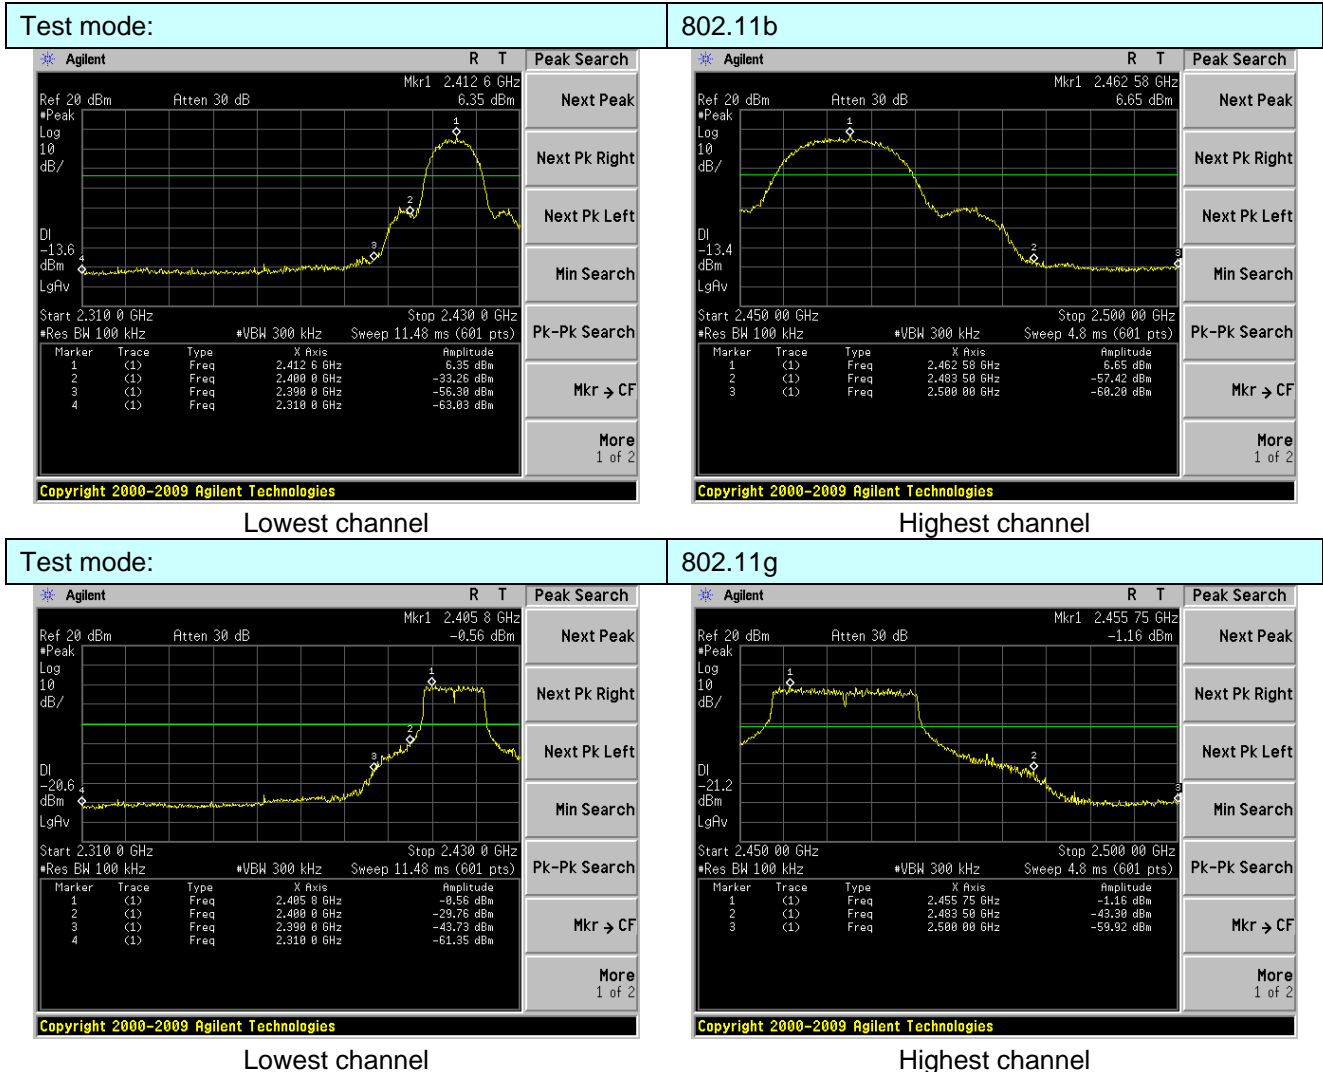 Test mode: 802.11b
Agilent R T Peak Search
Mkr1 2.412 6 GHz
Ref 20 dBm Atten 30 dB 6.35 dBm
#Peak
Log
10
dB/
DI
-13.6
dBm
LgAv
1
2
3
4
Start 2.310 0 GHz Stop 2.430 0 GHz
#Res BW 100 kHz #VBW 300 kHz Sweep 11.48 ms (601 pts)
Marker Trace Type X Axis Amplitude
1 (1) Freq 2.412 6 GHz 6.35 dBm
2 (1) Freq 2.400 0 GHz -33.26 dBm
3 (1) Freq 2.390 0 GHz -56.30 dBm
4 (1) Freq 2.310 0 GHz -63.03 dBm
Next Peak
Next Pk Right
Next Pk Left
Min Search
Pk-Pk Search
Mkr → CF
More
1 of 2
Copyright 2000-2009 Agilent Technologies
Lowest channel
Agilent R T Peak Search
Mkr1 2.462 58 GHz
Ref 20 dBm Atten 30 dB 6.65 dBm
#Peak
Log
10
dB/
DI
-13.4
dBm
LgAv
1
2
3
Start 2.450 00 GHz Stop 2.500 00 GHz
#Res BW 100 kHz #VBW 300 kHz Sweep 4.8 ms (601 pts)
Marker Trace Type X Axis Amplitude
1 (1) Freq 2.462 58 GHz 6.65 dBm
2 (1) Freq 2.483 50 GHz -57.42 dBm
3 (1) Freq 2.500 00 GHz -60.20 dBm
Next Peak
Next Pk Right
Next Pk Left
Min Search
Pk-Pk Search
Mkr → CF
More
1 of 2
Copyright 2000-2009 Agilent Technologies
Highest channel
Test mode: 802.11g
Agilent R T Peak Search
Mkr1 2.405 8 GHz
Ref 20 dBm Atten 30 dB -0.56 dBm
#Peak
Log
10
dB/
DI
-20.6
dBm
LgAv
1
2
3
4
Start 2.310 0 GHz Stop 2.430 0 GHz
#Res BW 100 kHz #VBW 300 kHz Sweep 11.48 ms (601 pts)
Marker Trace Type X Axis Amplitude
1 (1) Freq 2.405 8 GHz -0.56 dBm
2 (1) Freq 2.400 0 GHz -29.76 dBm
3 (1) Freq 2.390 0 GHz -43.73 dBm
4 (1) Freq 2.310 0 GHz -61.35 dBm
Next Peak
Next Pk Right
Next Pk Left
Min Search
Pk-Pk Search
Mkr → CF
More
1 of 2
Copyright 2000-2009 Agilent Technologies
Lowest channel
Agilent R T Peak Search
Mkr1 2.455 75 GHz
Ref 20 dBm Atten 30 dB -1.16 dBm
#Peak
Log
10
dB/
DI
-21.2
dBm
LgAv
1
2
3
Start 2.450 00 GHz Stop 2.500 00 GHz
#Res BW 100 kHz #VBW 300 kHz Sweep 4.8 ms (601 pts)
Marker Trace Type X Axis Amplitude
1 (1) Freq 2.455 75 GHz -1.16 dBm
2 (1) Freq 2.483 50 GHz -43.30 dBm
3 (1) Freq 2.500 00 GHz -59.92 dBm
Next Peak
Next Pk Right
Next Pk Left
Min Search
Pk-Pk Search
Mkr → CF
More
1 of 2
Copyright 2000-2009 Agilent Technologies
Highest channel